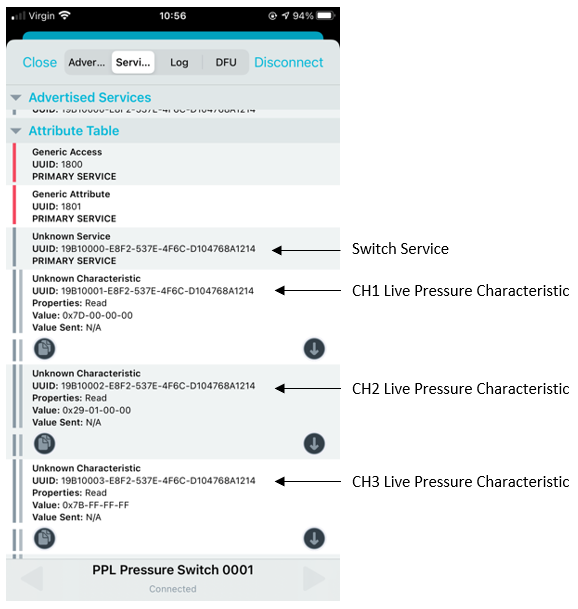 Virgin 10:56 94%
Close Adver... Servi... Log DFU Disconnect
Advertised Services
UUID: 19B10000-E8F2-537E-4F6C-D104768A1214
Attribute Table
Generic Access
UUID: 1800
PRIMARY SERVICE
Generic Attribute
UUID: 1801
PRIMARY SERVICE
Unknown Service
UUID: 19B10000-E8F2-537E-4F6C-D104768A1214
Switch Service
PRIMARY SERVICE
Unknown Characteristic
UUID: 19B10001-E8F2-537E-4F6C-D104768A1214
CH1 Live Pressure Characteristic
Properties: Read
Value: 0x7D-00-00-00
Value Sent: N/A
Unknown Characteristic
UUID: 19B10002-E8F2-537E-4F6C-D104768A1214
CH2 Live Pressure Characteristic
Properties: Read
Value: 0x29-01-00-00
Value Sent: N/A
Unknown Characteristic
UUID: 19B10003-E8F2-537E-4F6C-D104768A1214
CH3 Live Pressure Characteristic
Properties: Read
Value: 0x7B-FF-FF-FF
Value Sent: N/A
PPL Pressure Switch 0001
Connected